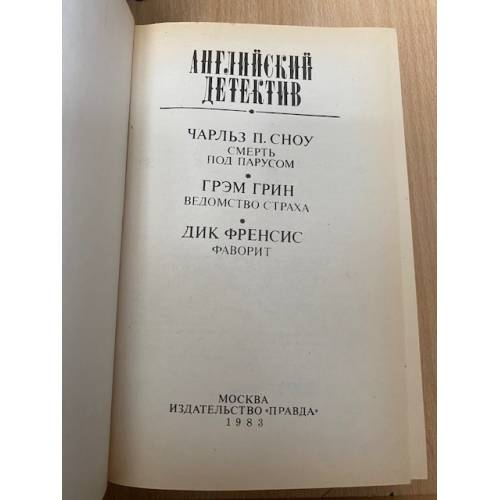 АНГЛИЙСКИЙ
ДЕТЕКТИВ
ЧАРЛЬЗ П. СНОУ
СМЕРТЬ
ПОД ПАРУСОМ
ГРЭМ ГРИН
ВЕДОМСТВО СТРАХА
ДИК ФРЕНСИС
ФАВОРИТ
МОСКВА
ИЗДАТЕЛЬСТВО «ПРАВДА»
1983